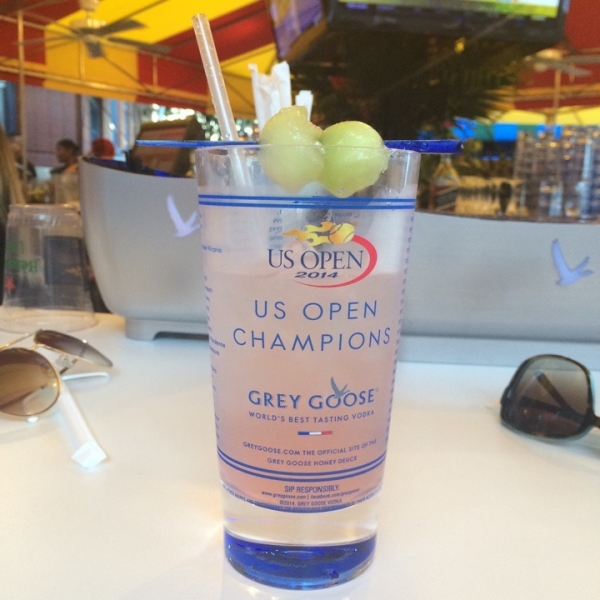 US OPEN
2014
US OPEN
CHAMPIONS
GREY GOOSE
WORLD'S BEST TASTING VODKA
GREYGOOSE.COM THE OFFICIAL SITE OF THE
GREY GOOSE HONEY DEUCE
SIP RESPONSIBLY.